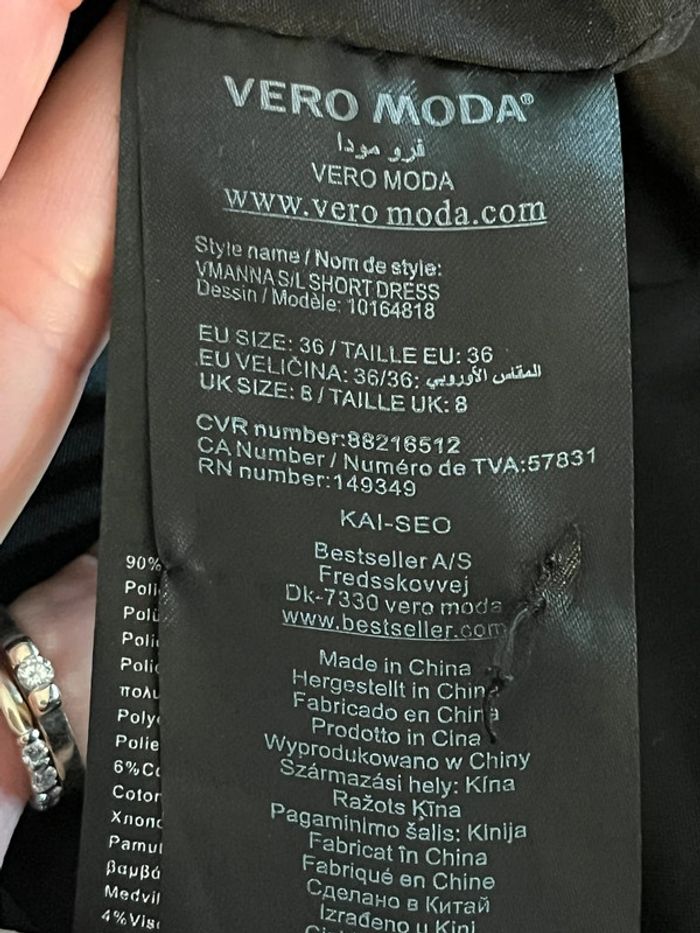 VERO MODA®
فرو مودا
VERO MODA
www.vero moda.com
Style name / Nom de style:
VMANNA S/L SHORT DRESS
Dessin / Modèle: 10164818
EU SIZE: 36 / TAILLE EU: 36
EU VELIČINA: 36/36: المقاس الأوروبي
UK SIZE: 8 / TAILLE UK: 8
CVR number:88216512
CA Number / Numéro de TVA:57831
RN number:149349
KAI-SEO
Bestseller A/S
Fredsskovvej
Dk-7330 vero moda
www.bestseller.com
Made in China
Hergestellt in China
Fabricado en China
Prodotto in Cina
Wyprodukowano w Chiny
Származási hely: Kína
Ražots Ķīna
Pagaminimo šalis: Kinija
Fabricat în China
Fabriqué en Chine
Сделано в Китай
Izrađeno u Kini
90%
6%
4%